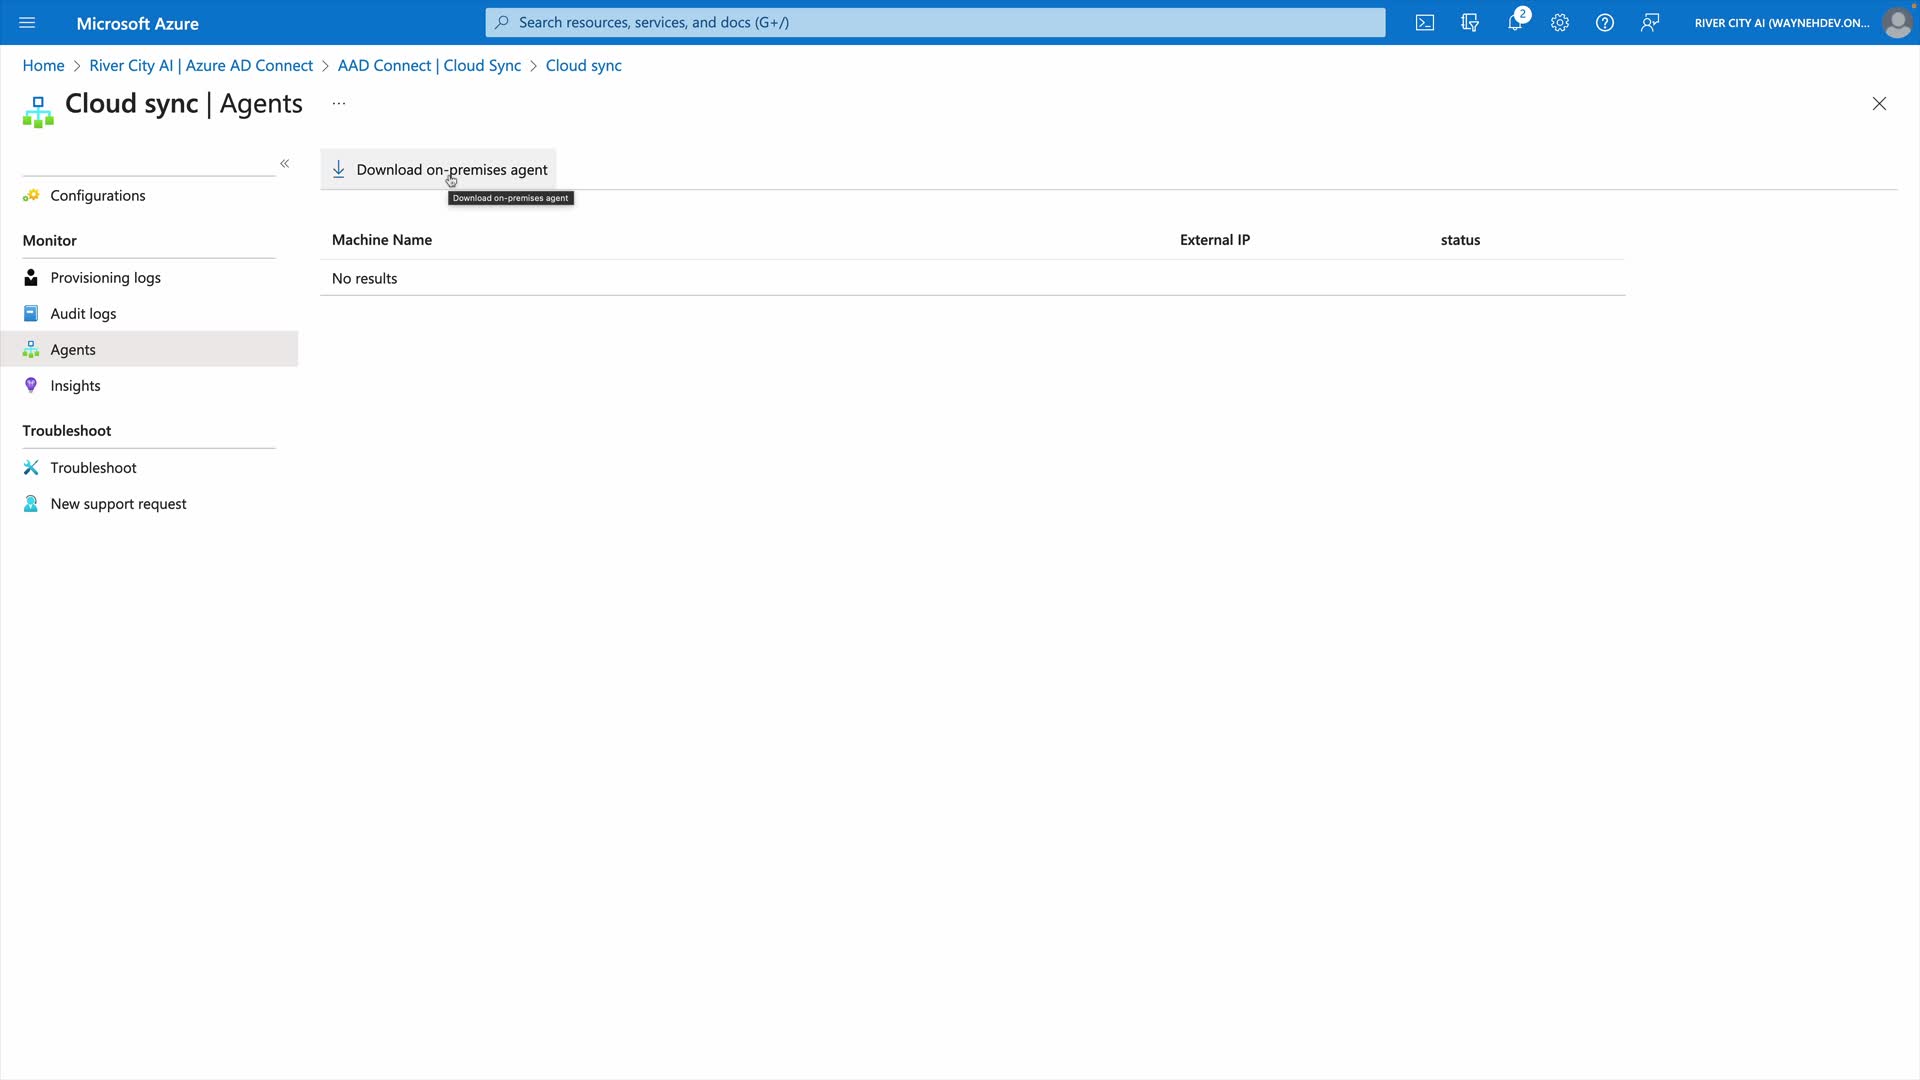 Microsoft Azure
Search resources, services, and docs (G+/)
2
RIVER CITY AI (WAYNEHDEV.ON...
Home > River City AI | Azure AD Connect > AAD Connect | Cloud Sync > Cloud sync
Cloud sync | Agents ...
«
Download on-premises agent
Download on-premises agent
Configurations
Monitor
Provisioning logs
Audit logs
Agents
Insights
Troubleshoot
Troubleshoot
New support request
Machine Name External IP status
No results